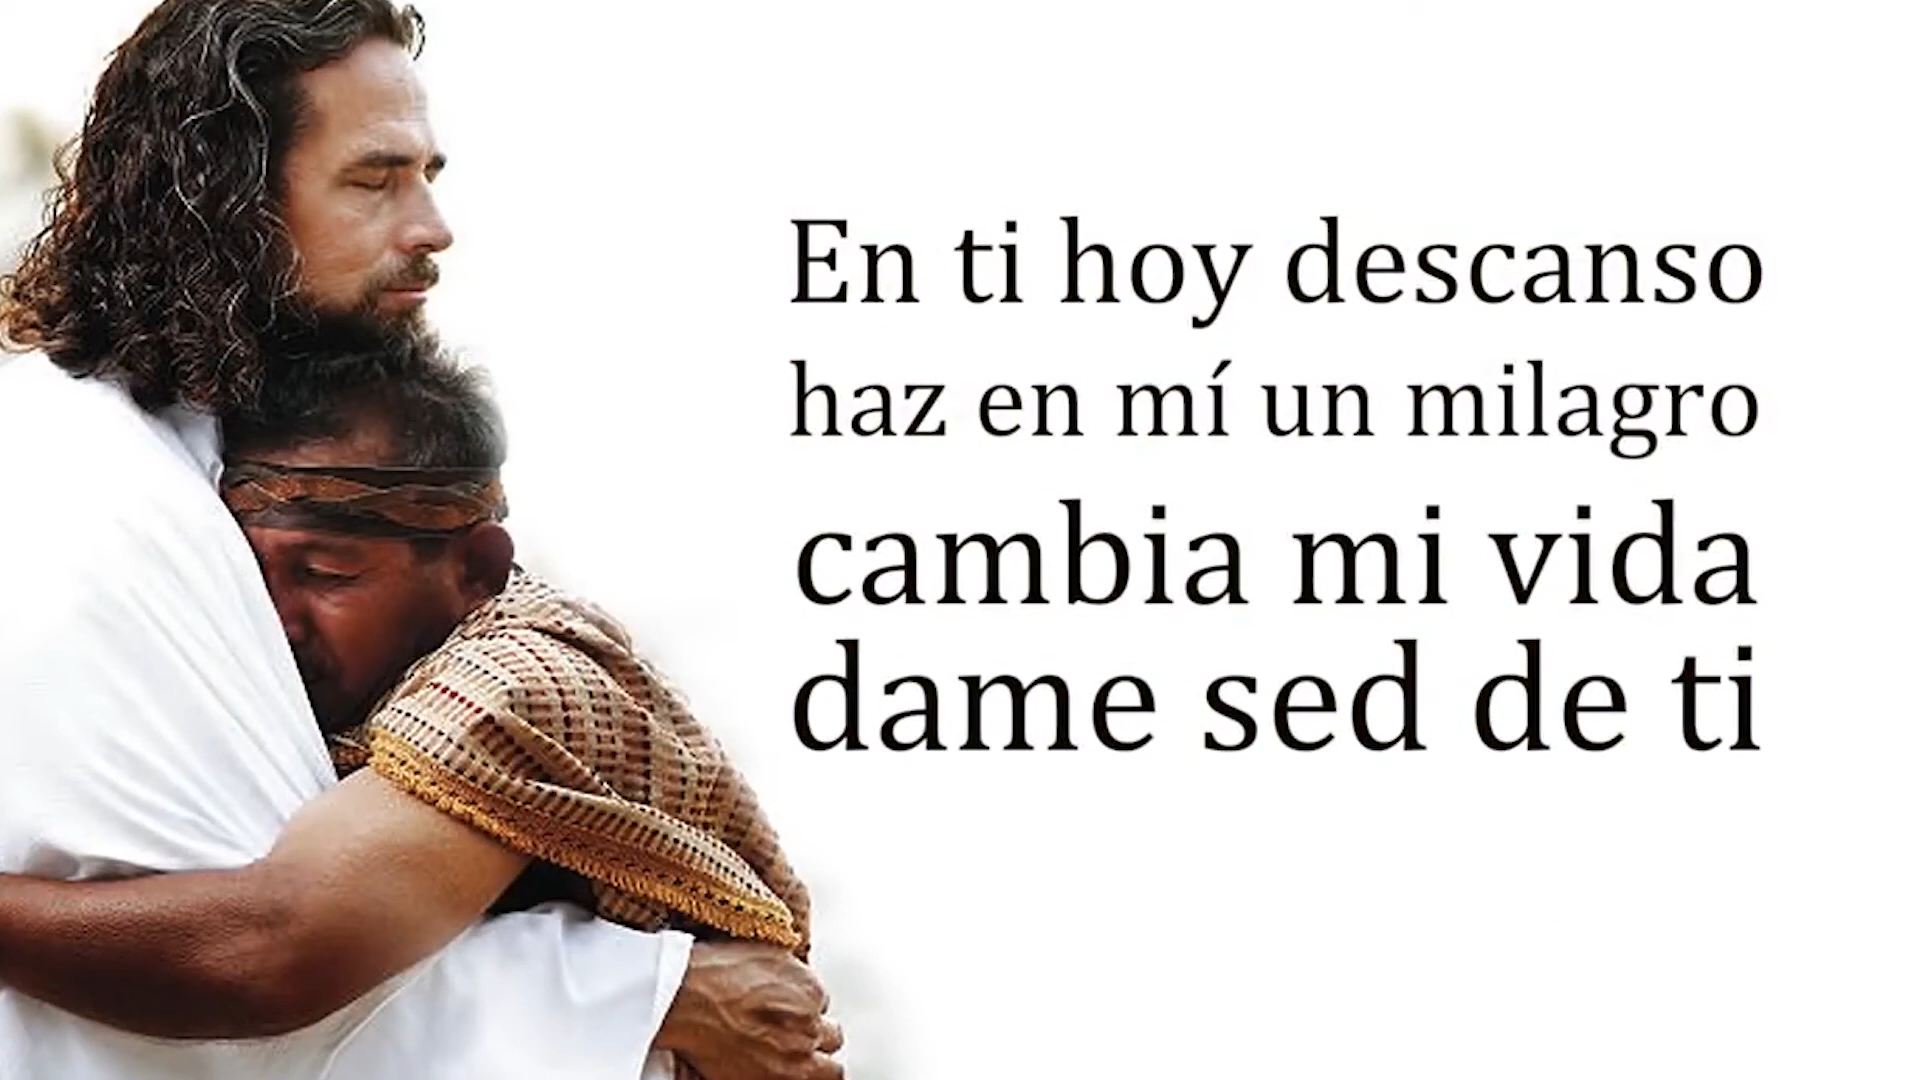 En ti hoy descanso
haz en mí un milagro
cambia mi vida
dame sed de ti